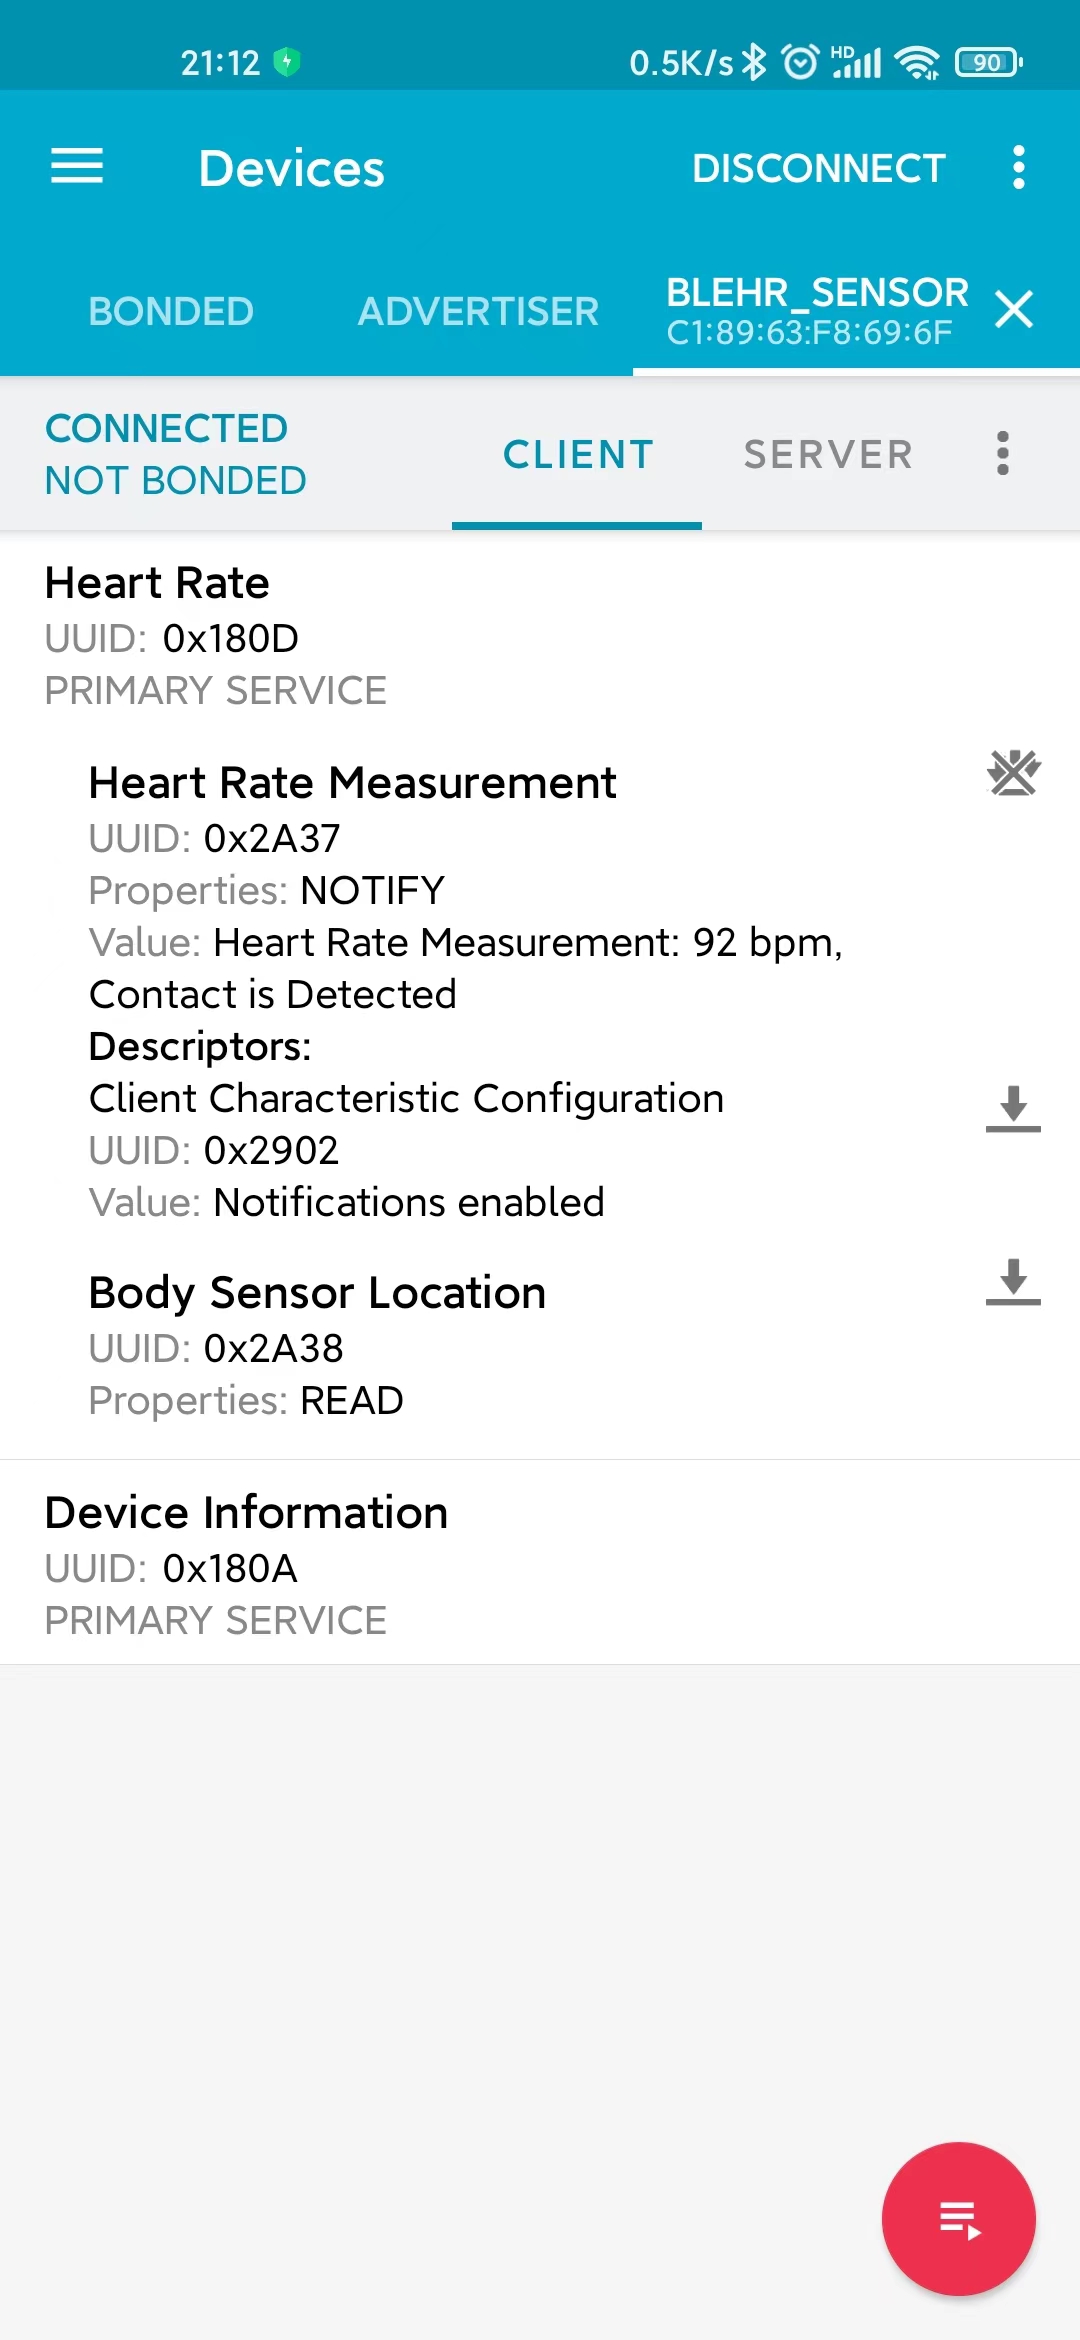 21:12
0.5K/s HD 90
Devices
DISCONNECT
BONDED
ADVERTISER
BLEHR_SENSOR
C1:89:63:F8:69:6F
CONNECTED
NOT BONDED
CLIENT
SERVER
Heart Rate
UUID: 0x180D
PRIMARY SERVICE
Heart Rate Measurement
UUID: 0x2A37
Properties: NOTIFY
Value: Heart Rate Measurement: 92 bpm,
Contact is Detected
Descriptors:
Client Characteristic Configuration
UUID: 0x2902
Value: Notifications enabled
Body Sensor Location
UUID: 0x2A38
Properties: READ
Device Information
UUID: 0x180A
PRIMARY SERVICE